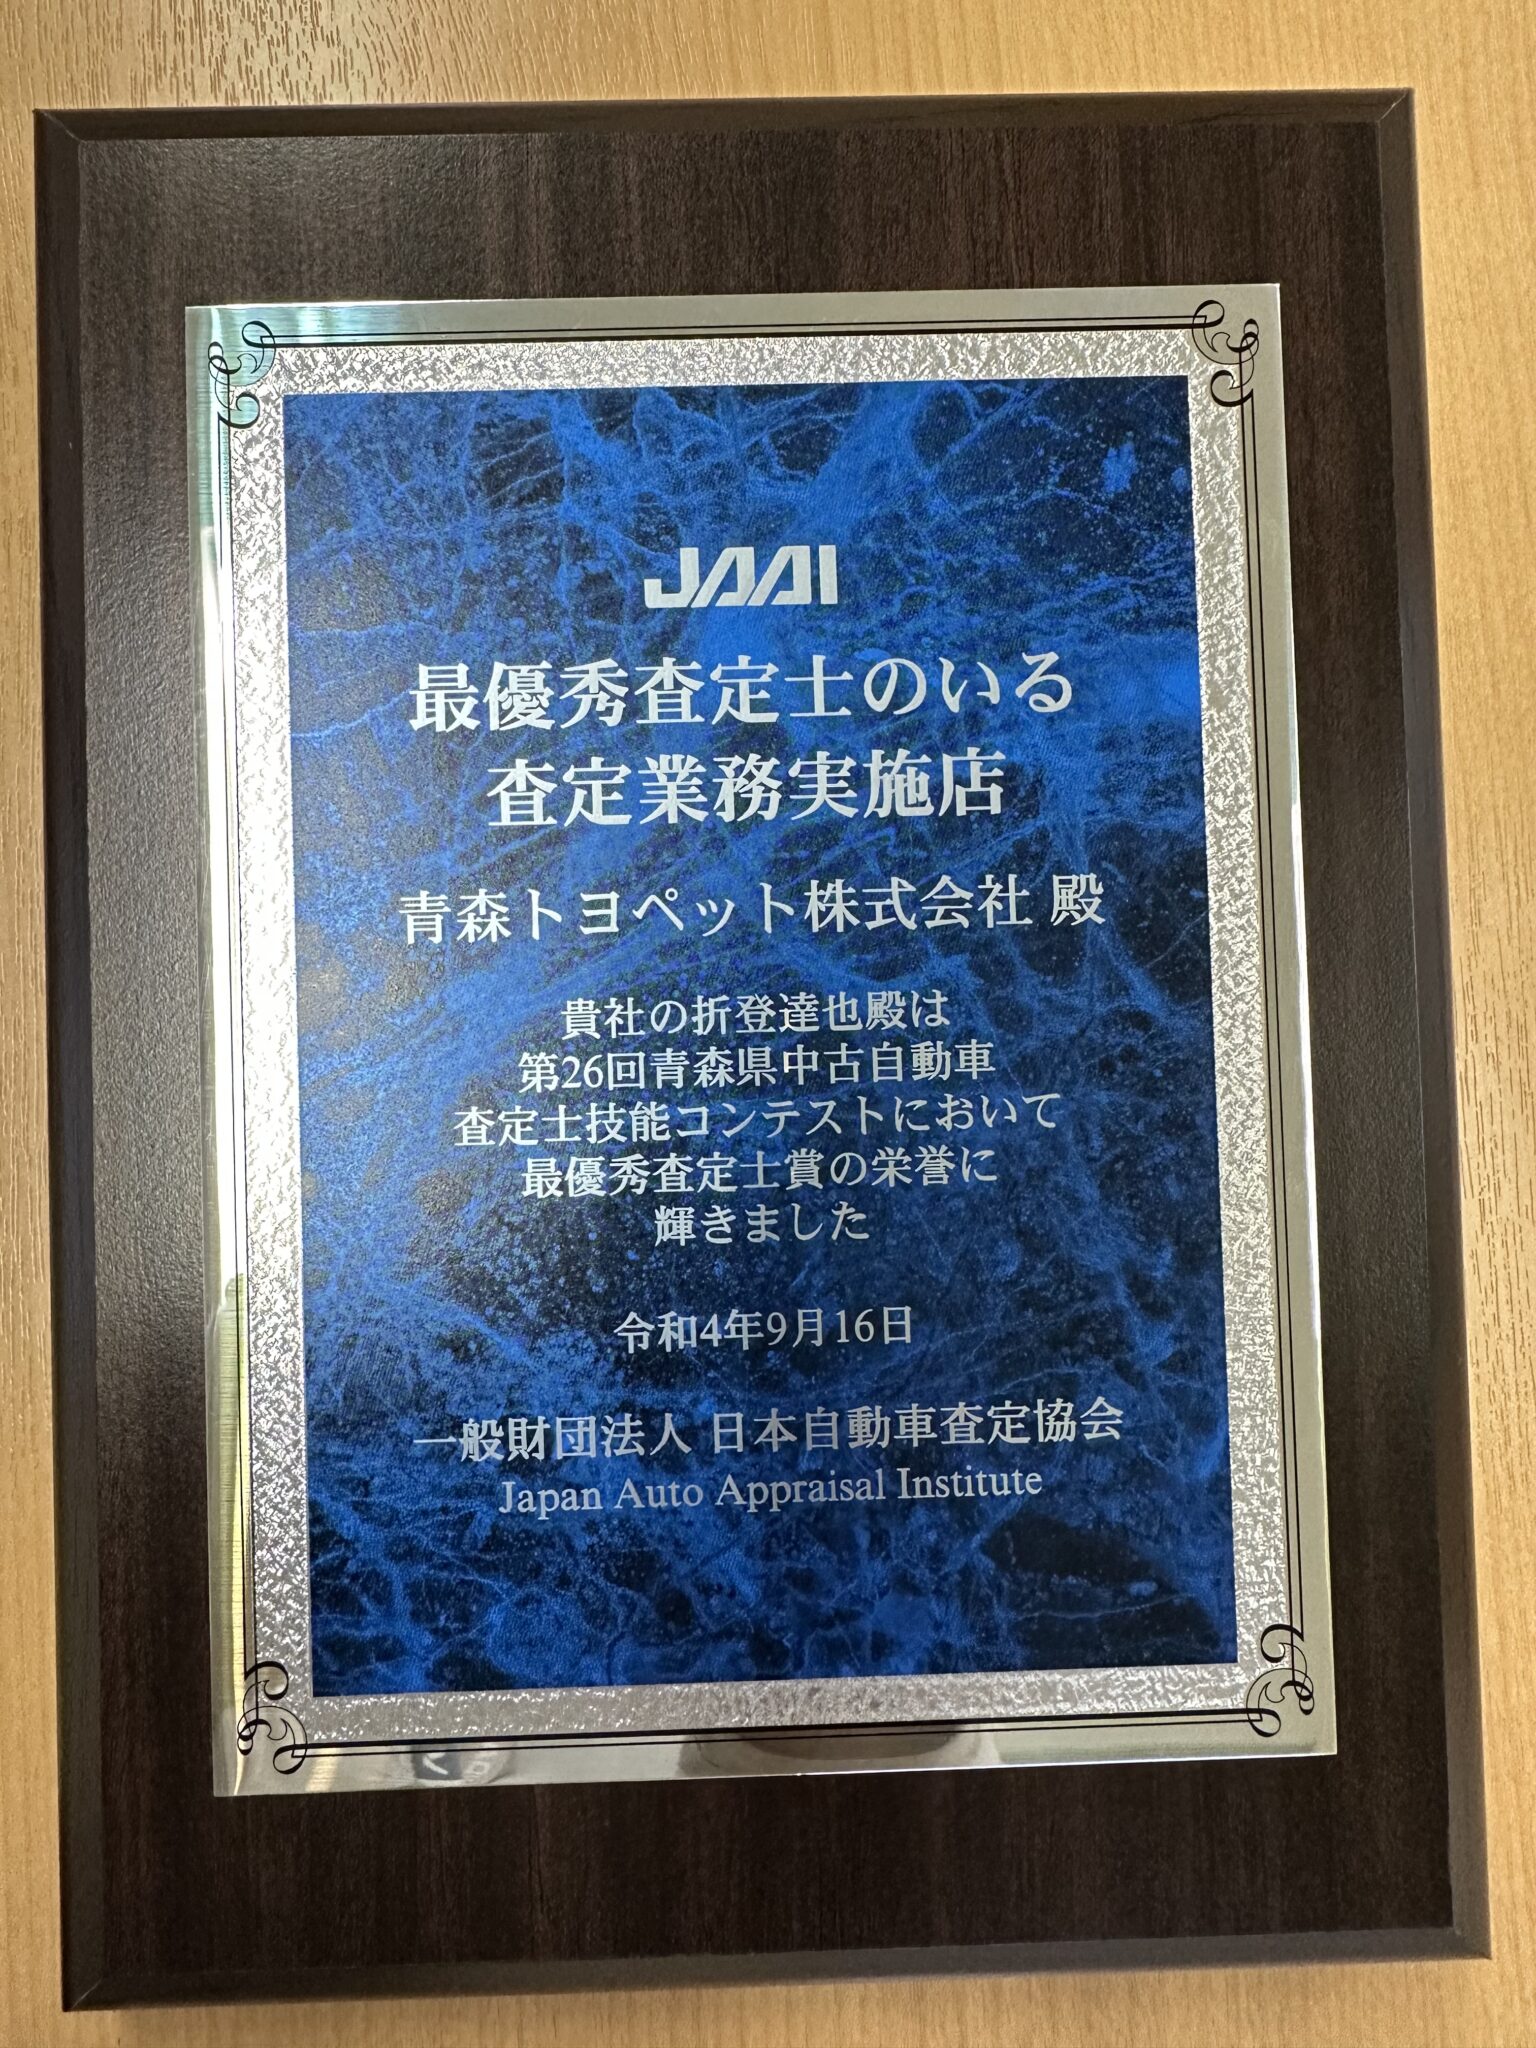 JAAI
最優秀査定士のいる
査定業務実施店
青森トヨペット株式会社 殿
貴社の折登達也殿は
第26回青森県中古自動車
査定士技能コンテストにおいて
最優秀査定士賞の栄誉に
輝きました
令和4年9月16日
一般財団法人 日本自動車査定協会
Japan Auto Appraisal Institute